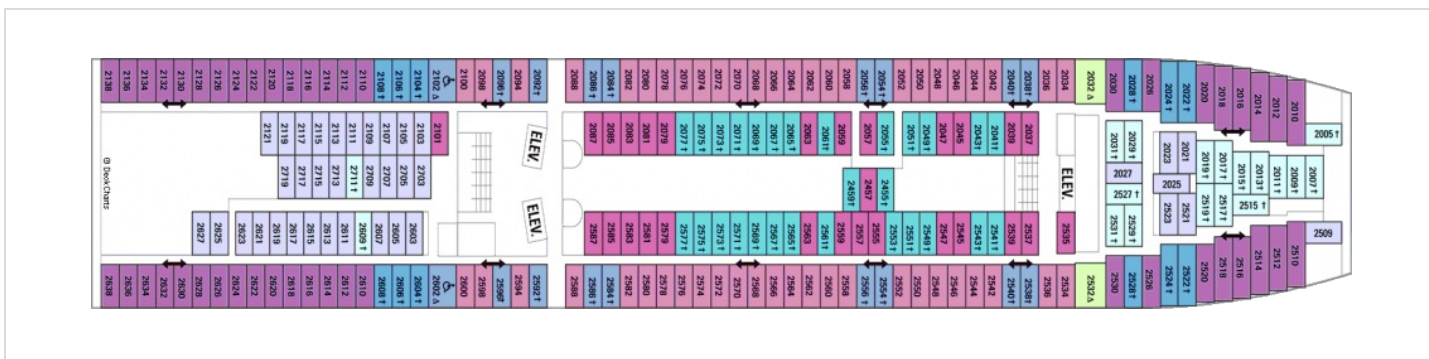 2138 2136 2134 2132 2130 2128 2126 2124 2122 2120 2118 2116 2114 2112 2110 2108† 2106† 2104† 2102 Δ 2100 2098 2096† 2094 2092† 2088 2086† 2084† 2082 2080 2078 2076 2074 2072 2070 2068 2066 2064 2062 2060 2058 2056† 2054† 2052 2050 2048 2046 2044 2042 2040† 2038† 2036 2034 2032 Δ 2030 2028† 2026 2024† 2022† 2020 2018 2016 2014 2012 2010
2005†
2121 2119 2117 2115 2113 2111 2109 2107 2105 2103 2101 ELEV. 2087 2085 2083 2081 2079 2077† 2075† 2073† 2071† 2069† 2067† 2065† 2063 2061† 2059 2057 2055† 2051† 2049† 2047 2045 2043† 2041† 2039 2037 2031† 2029† 2023 2021 2019† 2017† 2015† 2013† 2011† 2009† 2007†
© DeckCharts
2719 2717 2715 2713 2711† 2709 2707 2705 2703 2459† 2457 2455† ELEV. 2027 2025
2527 †
2627 2625 2623 2621 2619 2617 2615 2613 2611 2609† 2607 2605 2603 ELEV. 2587 2585 2583 2581 2579 2577† 2575† 2573† 2571† 2569† 2567† 2565† 2563 2561† 2559 2557 2555 2553† 2551† 2549† 2547 2545 2543† 2541† 2539 2537 2535 2531† 2529† 2523 2521 2519† 2517† 2515 † 2509
2638 2636 2634 2632 2630 2628 2626 2624 2622 2620 2618 2616 2614 2612 2610 2608† 2606† 2604† 2602 Δ 2600 2598 2596† 2594 2592† 2588 2586† 2584† 2582 2580 2578 2576 2574 2572 2570 2568 2566 2564 2562 2560 2558 2556† 2554† 2552 2550 2548 2546 2544 2542 2540† 2538† 2536 2534 2532 Δ 2530 2528† 2526 2524† 2522† 2520 2518 2516 2514 2512 2510